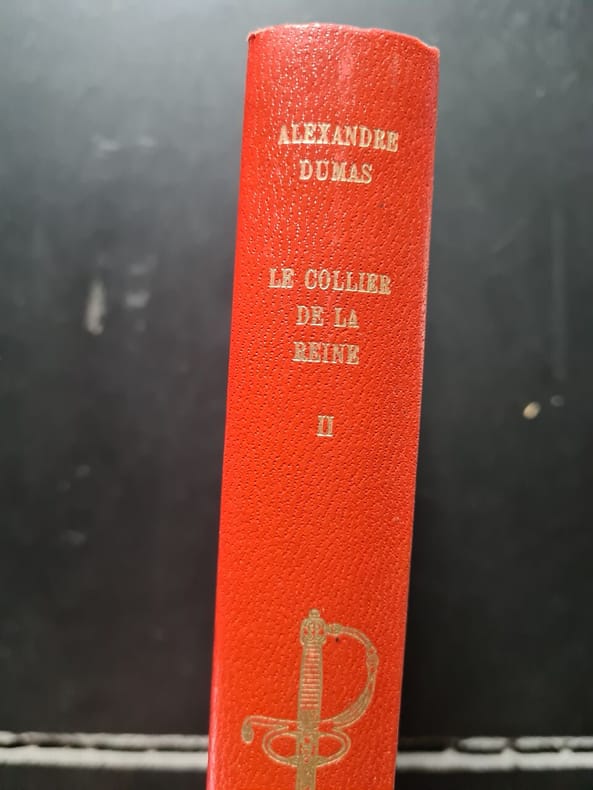 ALEXANDRE
DUMAS
LE COLLIER
DE LA
REINE
II